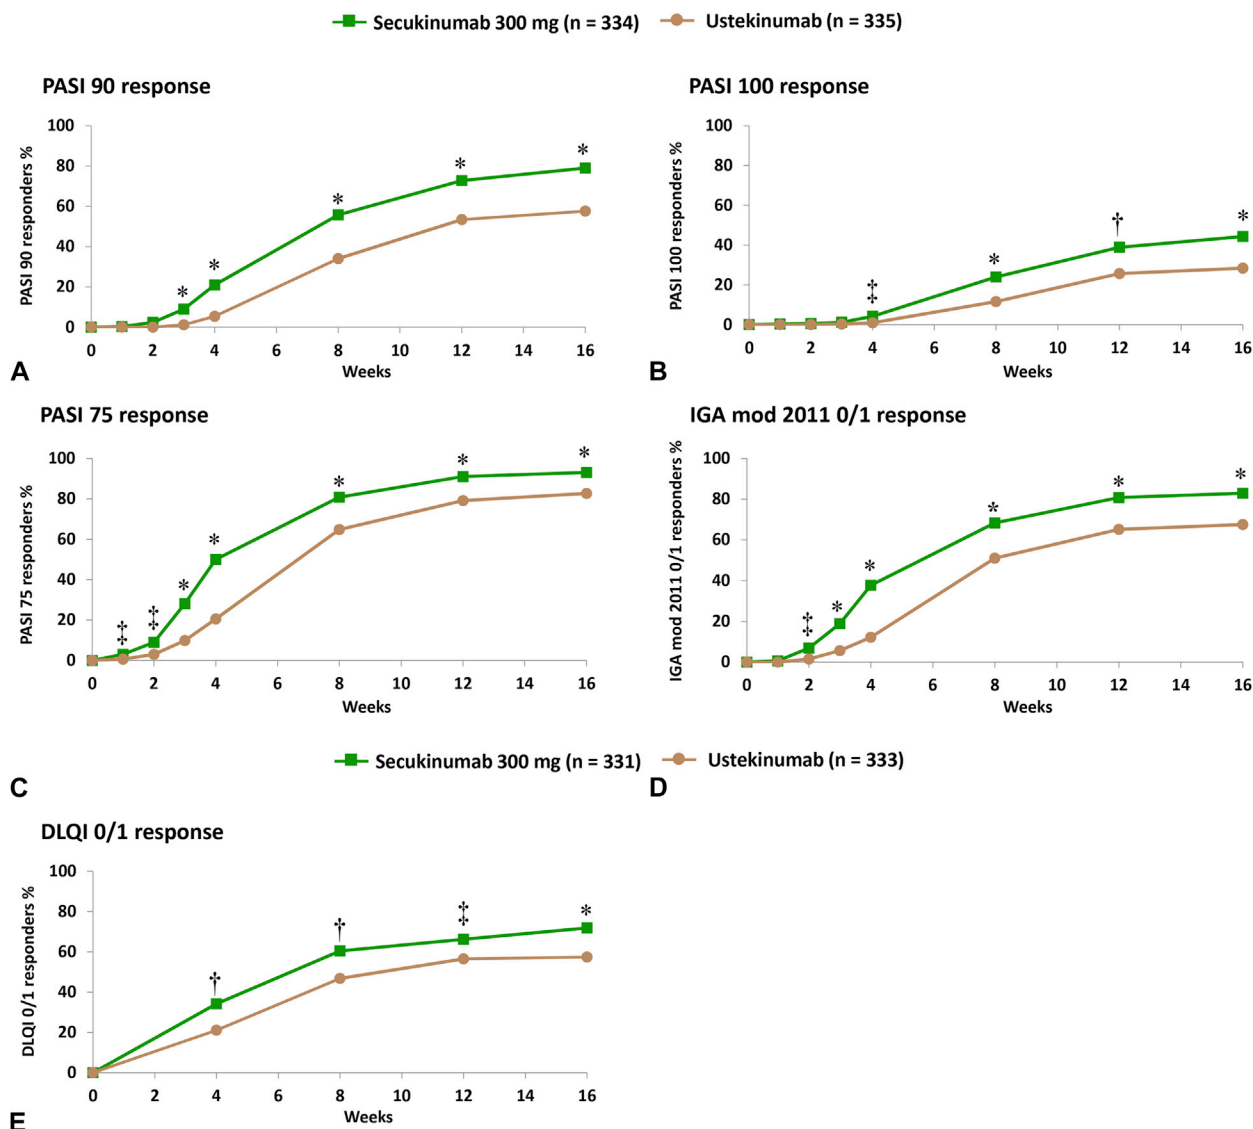 Secukinumab 300 mg (n = 334) Ustekinumab (n = 335)
PASI 90 response
PASI 90 responders %
100
80
60
40
20
0
* * * * *
0 2 4 6 8 10 12 14 16
Weeks
A
PASI 100 response
PASI 100 responders %
100
80
60
40
20
0
‡ * † *
0 2 4 6 8 10 12 14 16
Weeks
B
PASI 75 response
PASI 75 responders %
100
80
60
40
20
0
‡ ‡ * * * * *
0 2 4 6 8 10 12 14 16
Weeks
C
IGA mod 2011 0/1 response
IGA mod 2011 0/1 responders %
100
80
60
40
20
0
‡ * * * * *
0 2 4 6 8 10 12 14 16
Weeks
D
Secukinumab 300 mg (n = 331) Ustekinumab (n = 333)
DLQI 0/1 response
DLQI 0/1 responders %
100
80
60
40
20
0
† † ‡ *
0 2 4 6 8 10 12 14 16
Weeks
E